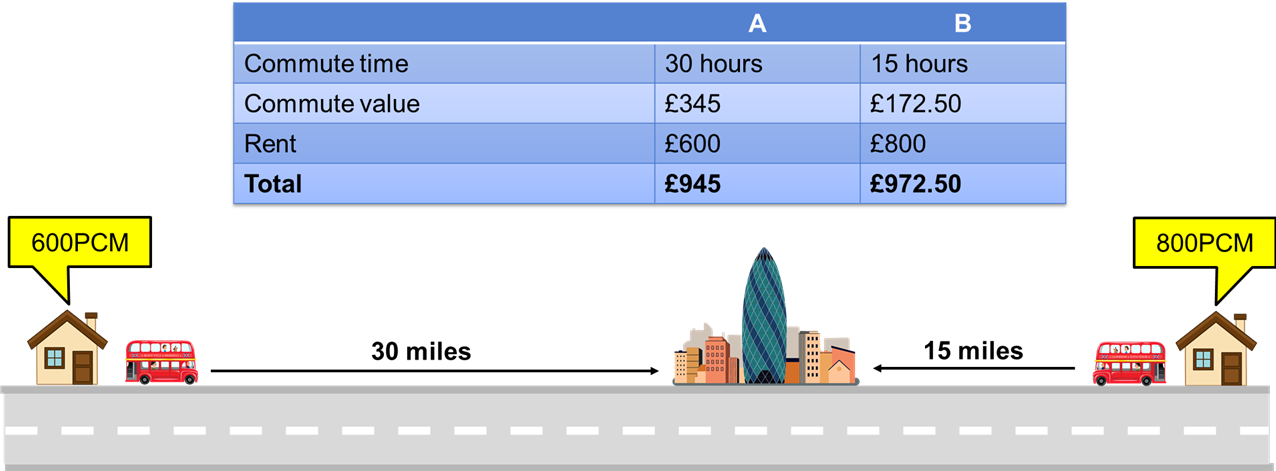 A B
Commute time 30 hours 15 hours
Commute value £345 £172.50
Rent £600 £800
Total £945 £972.50
600PCM
800PCM
30 miles
15 miles